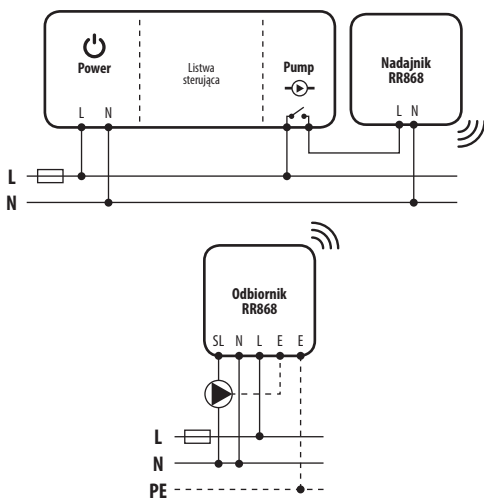 Power
Listwa
sterująca
Pump
Nadajnik
RR868
L N
L N
L
N
Odbiornik
RR868
SL N L E E
L
N
PE